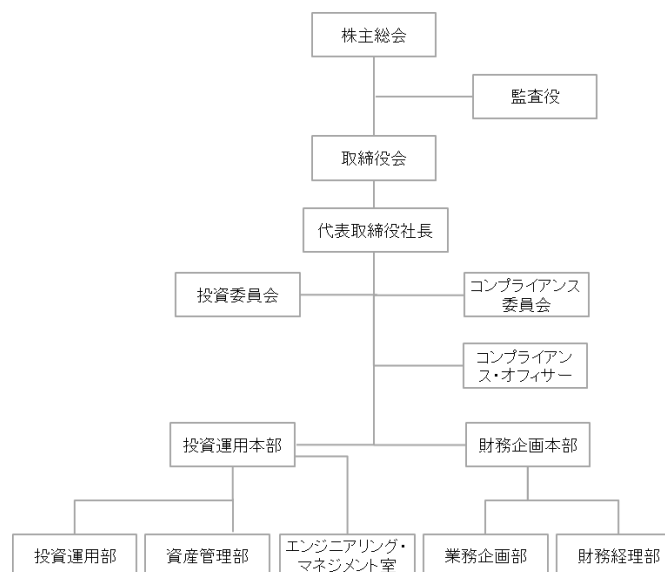 株主総会
監査役
取締役会
代表取締役社長
投資委員会
コンプライアンス
委員会
コンプライアン
ス・オフィサー
投資運用本部
財務企画本部
投資運用部
資産管理部
エンジニアリング・
マネジメント室
業務企画部
財務経理部